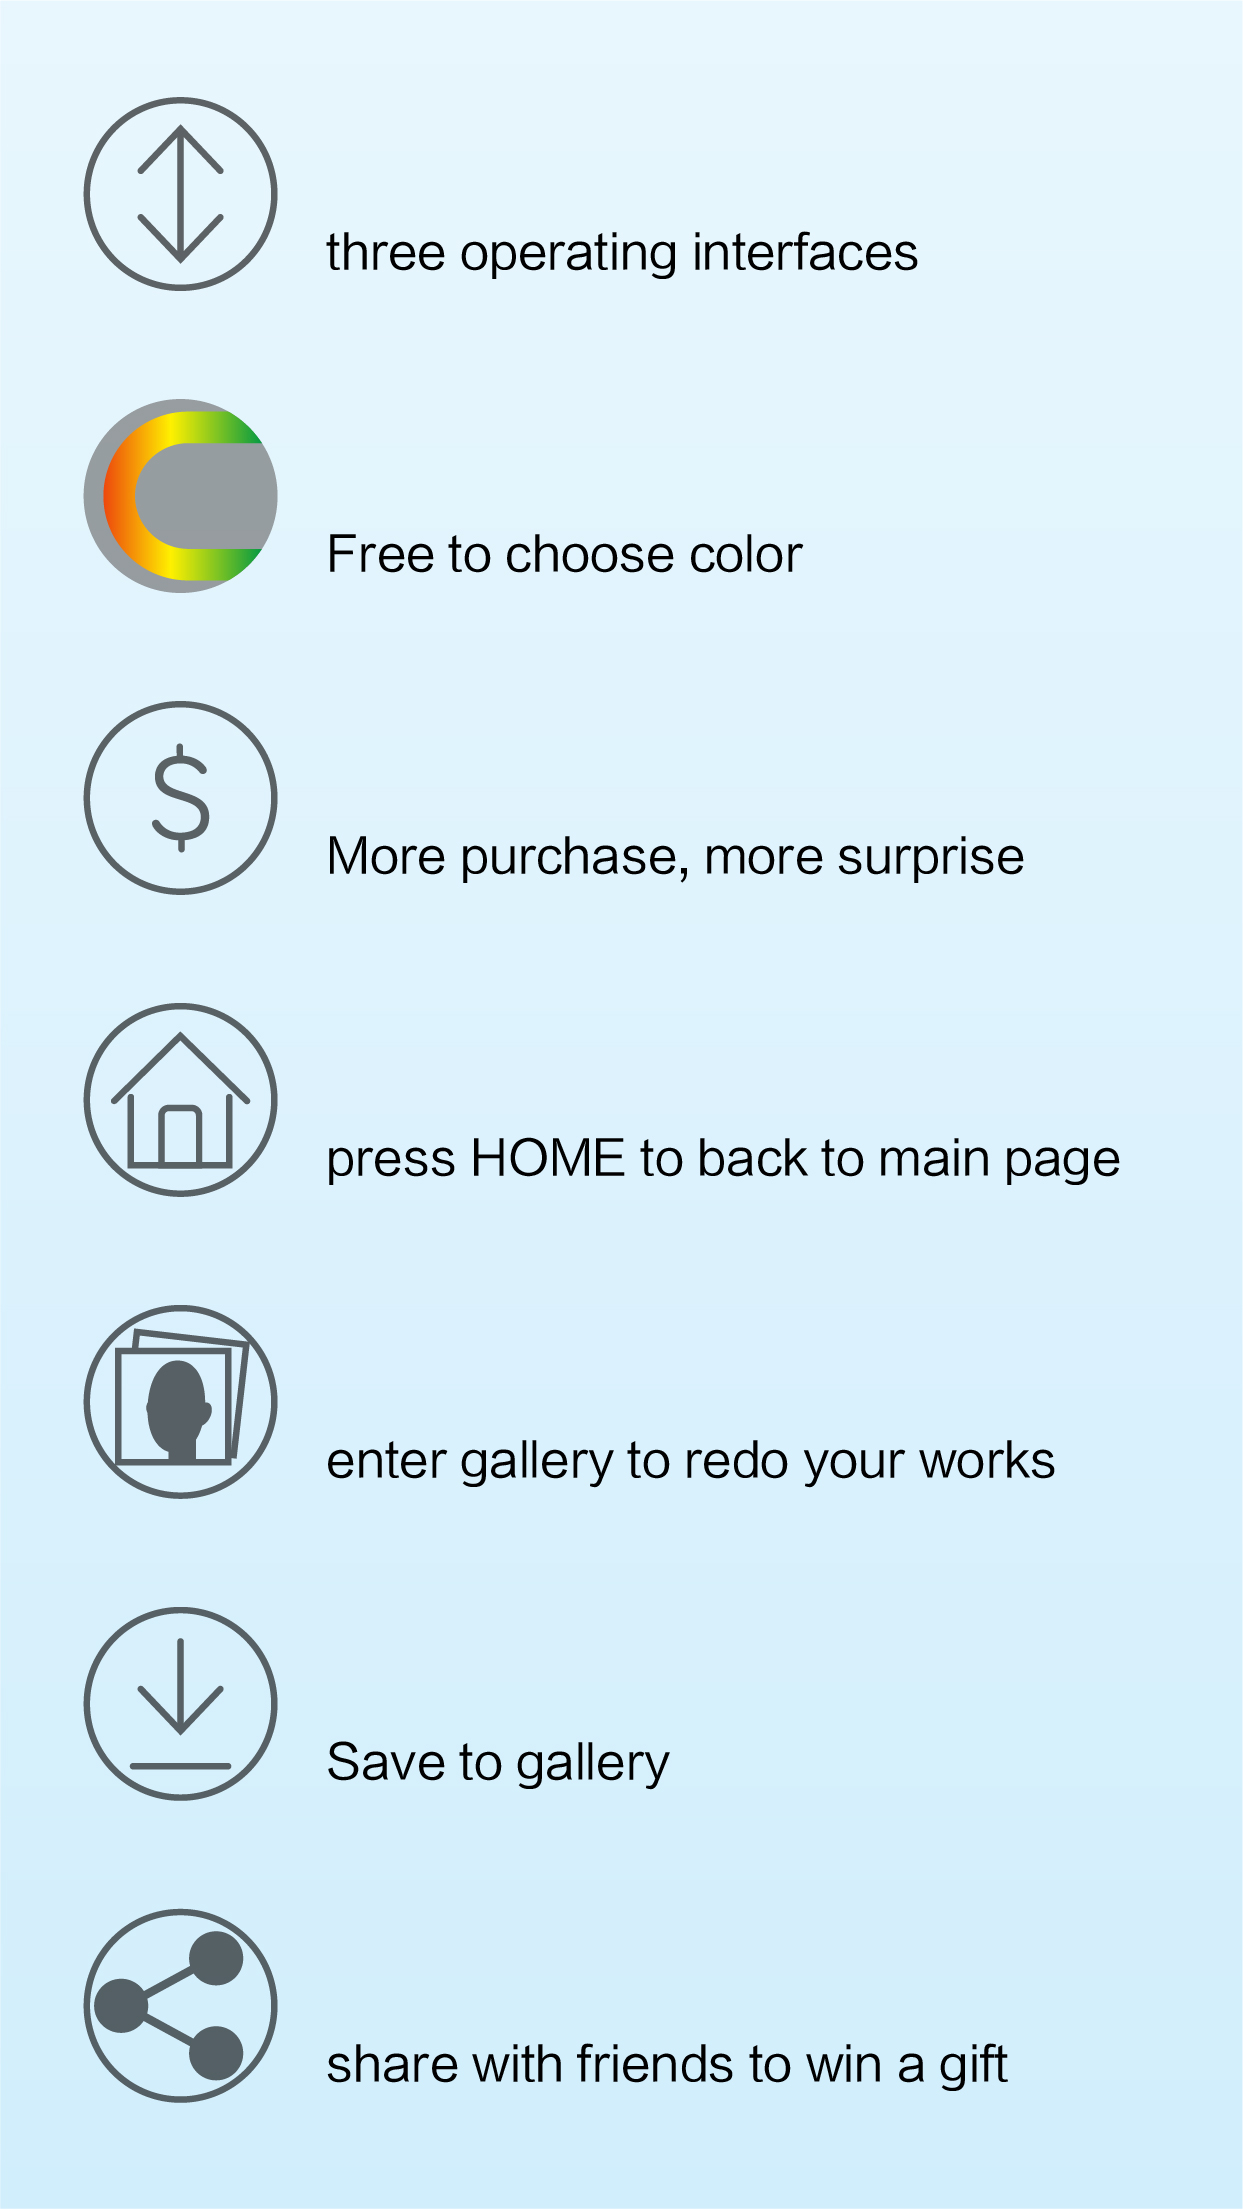 three operating interfaces
Free to choose color
$
More purchase, more surprise
press HOME to back to main page
enter gallery to redo your works
Save to gallery
share with friends to win a gift